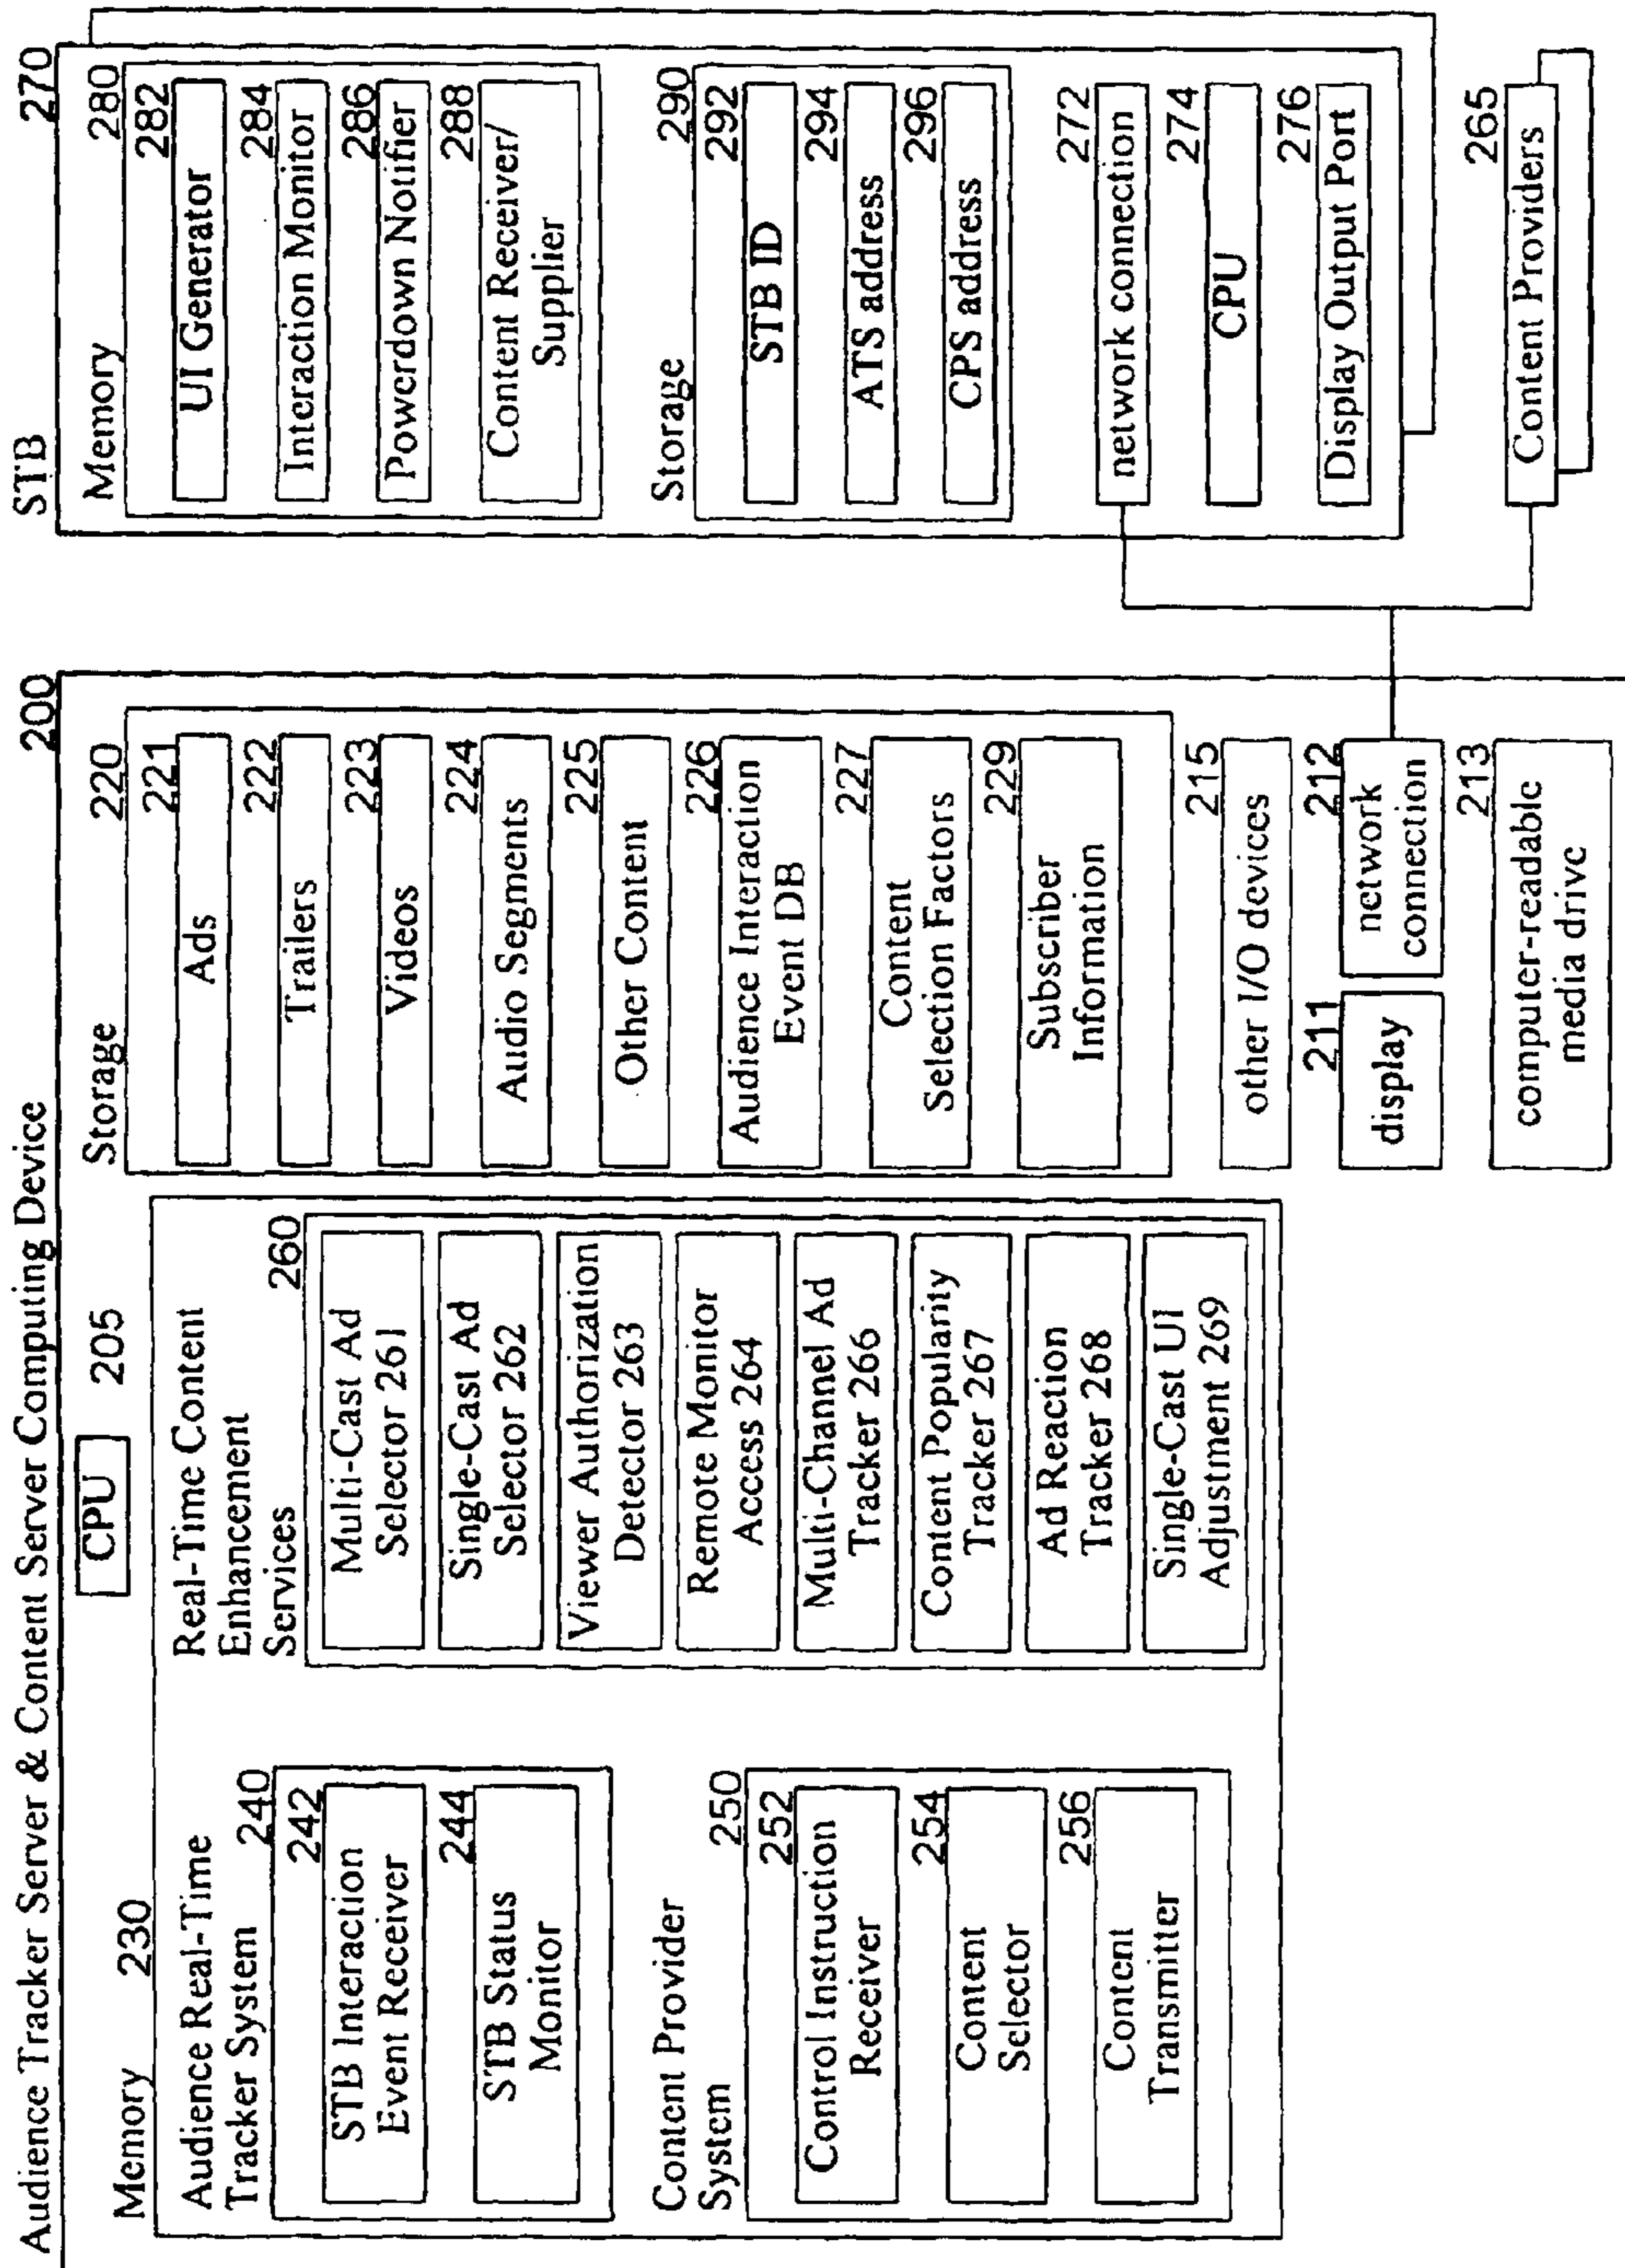 Audience Tracker Server & Content Server Computing Device 200
CPU 205
Memory 230
Audience Real-Time
Tracker System 240
242
STB Interaction
Event Receiver
244
STB Status
Monitor
Content Provider
System 250
252
Control Instruction
Receiver
254
Content
Selector
256
Content
Transmitter
Real-Time Content
Enhancement
Services 260
Multi-Cast Ad
Selector 261
Single-Cast Ad
Selector 262
Viewer Authorization
Detector 263
Remote Monitor
Access 264
Multi-Channel Ad
Tracker 266
Content Popularity
Tracker 267
Ad Reaction
Tracker 268
Single-Cast UI
Adjustment 269
Storage 220
221
Ads
222
Trailers
223
Videos
224
Audio Segments
225
Other Content
226
Audience Interaction
Event DB
227
Content
Selection Factors
229
Subscriber
Information
215
other I/O devices
211
display
212
network
connection
213
computer-readable
media drive
STB 270
Memory 280
282
UI Generator
284
Interaction Monitor
286
Powerdown Notifier
288
Content Receiver/
Supplier
Storage 290
292
STB ID
294
ATS address
296
CPS address
272
network connection
274
CPU
276
Display Output Port
265
Content Providers